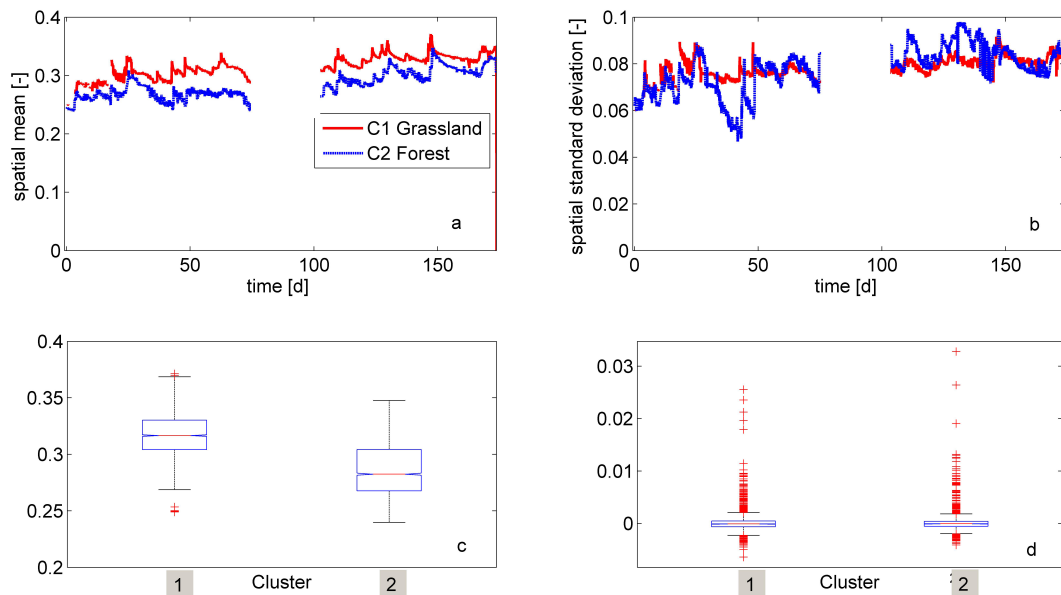 0.4
0.3
0.2
0.1
0
spatial mean [-]
C1 Grassland
C2 Forest
a
0 50 100 150
time [d]
0.1
0.08
0.06
0.04
0.02
0
spatial standard deviation [-]
b
0 50 100 150
time [d]
0.4
0.35
0.3
0.25
0.2
c
1 Cluster 2
0.03
0.02
0.01
0
d
1 Cluster 2